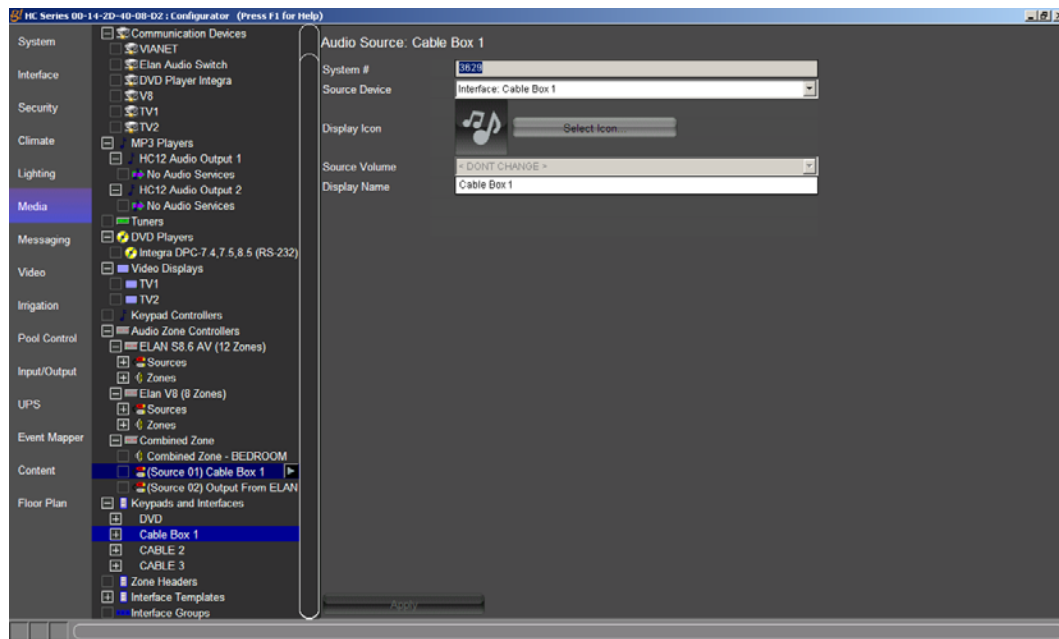 HC Series 00-14-2D-40-08-D2 : Configurator (Press F1 for Help)
System
Interface
Security
Climate
Lighting
Media
Messaging
Video
Irrigation
Pool Control
Input/Output
UPS
Event Mapper
Content
Floor Plan
Communication Devices
VIANET
Elan Audio Switch
DVD Player Integra
V8
TV1
TV2
MP3 Players
HC12 Audio Output 1
No Audio Services
HC12 Audio Output 2
No Audio Services
Tuners
DVD Players
Integra DPC-7.4,7.5,8.5 (RS-232)
Video Displays
TV1
TV2
Keypad Controllers
Audio Zone Controllers
ELAN S8.6 AV (12 Zones)
Sources
Zones
Elan V8 (8 Zones)
Sources
Zones
Combined Zone
Combined Zone - BEDROOM
(Source 01) Cable Box 1
(Source 02) Output From ELAN
Keypads and Interfaces
DVD
Cable Box 1
CABLE 2
CABLE 3
Zone Headers
Interface Templates
Interface Groups
Audio Source: Cable Box 1
System # 3629
Source Device Interface: Cable Box 1
Display Icon Select Icon...
Source Volume < DONT CHANGE >
Display Name Cable Box 1
Apply